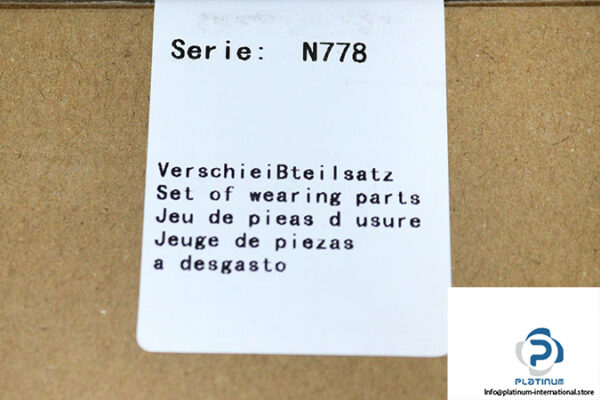 Serie: N778
VerschieiBteilsatz
Set of wearing parts
Jeu de pieas d usure
Jeuge de piezas
a desgasto
PLATINUM
Info@platinum-international.store